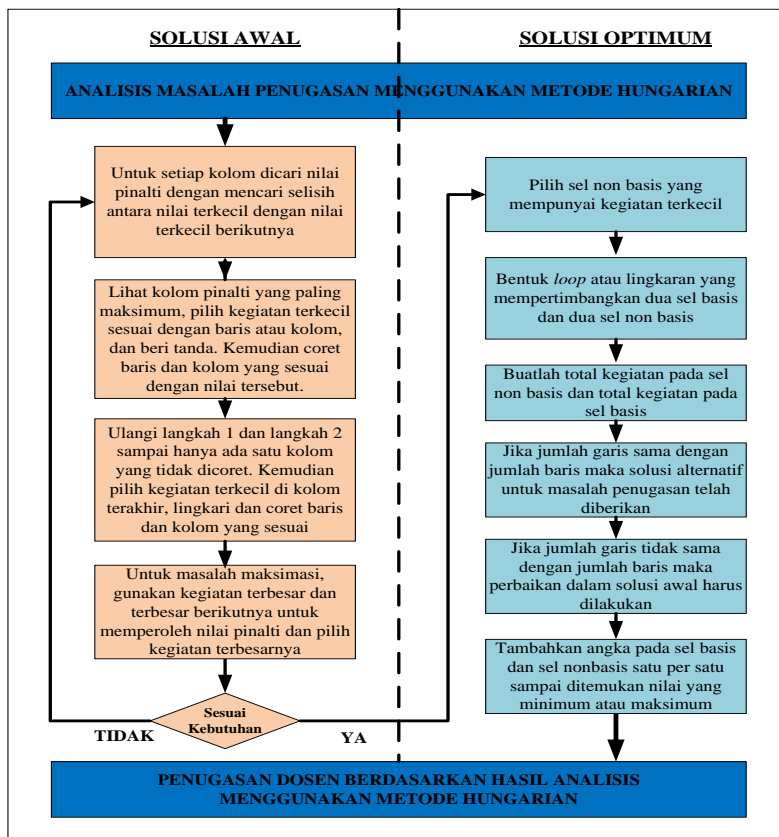 SOLUSI AWAL
SOLUSI OPTIMUM
ANALISIS MASALAH PENUGASAN MENGGUNAKAN METODE HUNGARIAN
Untuk setiap kolom dicari nilai
pinalti dengan mencari selisih
antara nilai terkecil dengan nilai
terkecil berikutnya
Lihat kolom pinalti yang paling
maksimum, pilih kegiatan terkecil
sesuai dengan baris atau kolom,
dan beri tanda. Kemudian coret
baris dan kolom yang sesuai
dengan nilai tersebut.
Ulangi langkah 1 dan langkah 2
sampai hanya ada satu kolom
yang tidak dicoret. Kemudian
pilih kegiatan terkecil di kolom
terakhir, lingkari dan coret baris
dan kolom yang sesuai
Untuk masalah maksimasi,
gunakan kegiatan terbesar dan
terbesar berikutnya untuk
memperoleh nilai pinalti dan pilih
kegiatan terbesarnya
Sesuai
Kebutuhan
TIDAK
YA
Pilih sel non basis yang
mempunyai kegiatan terkecil
Bentuk loop atau lingkaran yang
mempertimbangkan dua sel basis
dan dua sel non basis
Buatlah total kegiatan pada sel
non basis dan total kegiatan pada
sel basis
Jika jumlah garis sama dengan
jumlah baris maka solusi alternatif
untuk masalah penugasan telah
diberikan
Jika jumlah garis tidak sama
dengan jumlah baris maka
perbaikan dalam solusi awal harus
dilakukan
Tambahkan angka pada sel basis
dan sel nonbasis satu per satu
sampai ditemukan nilai yang
minimum atau maksimum
PENUGASAN DOSEN BERDASARKAN HASIL ANALISIS
MENGGUNAKAN METODE HUNGARIAN